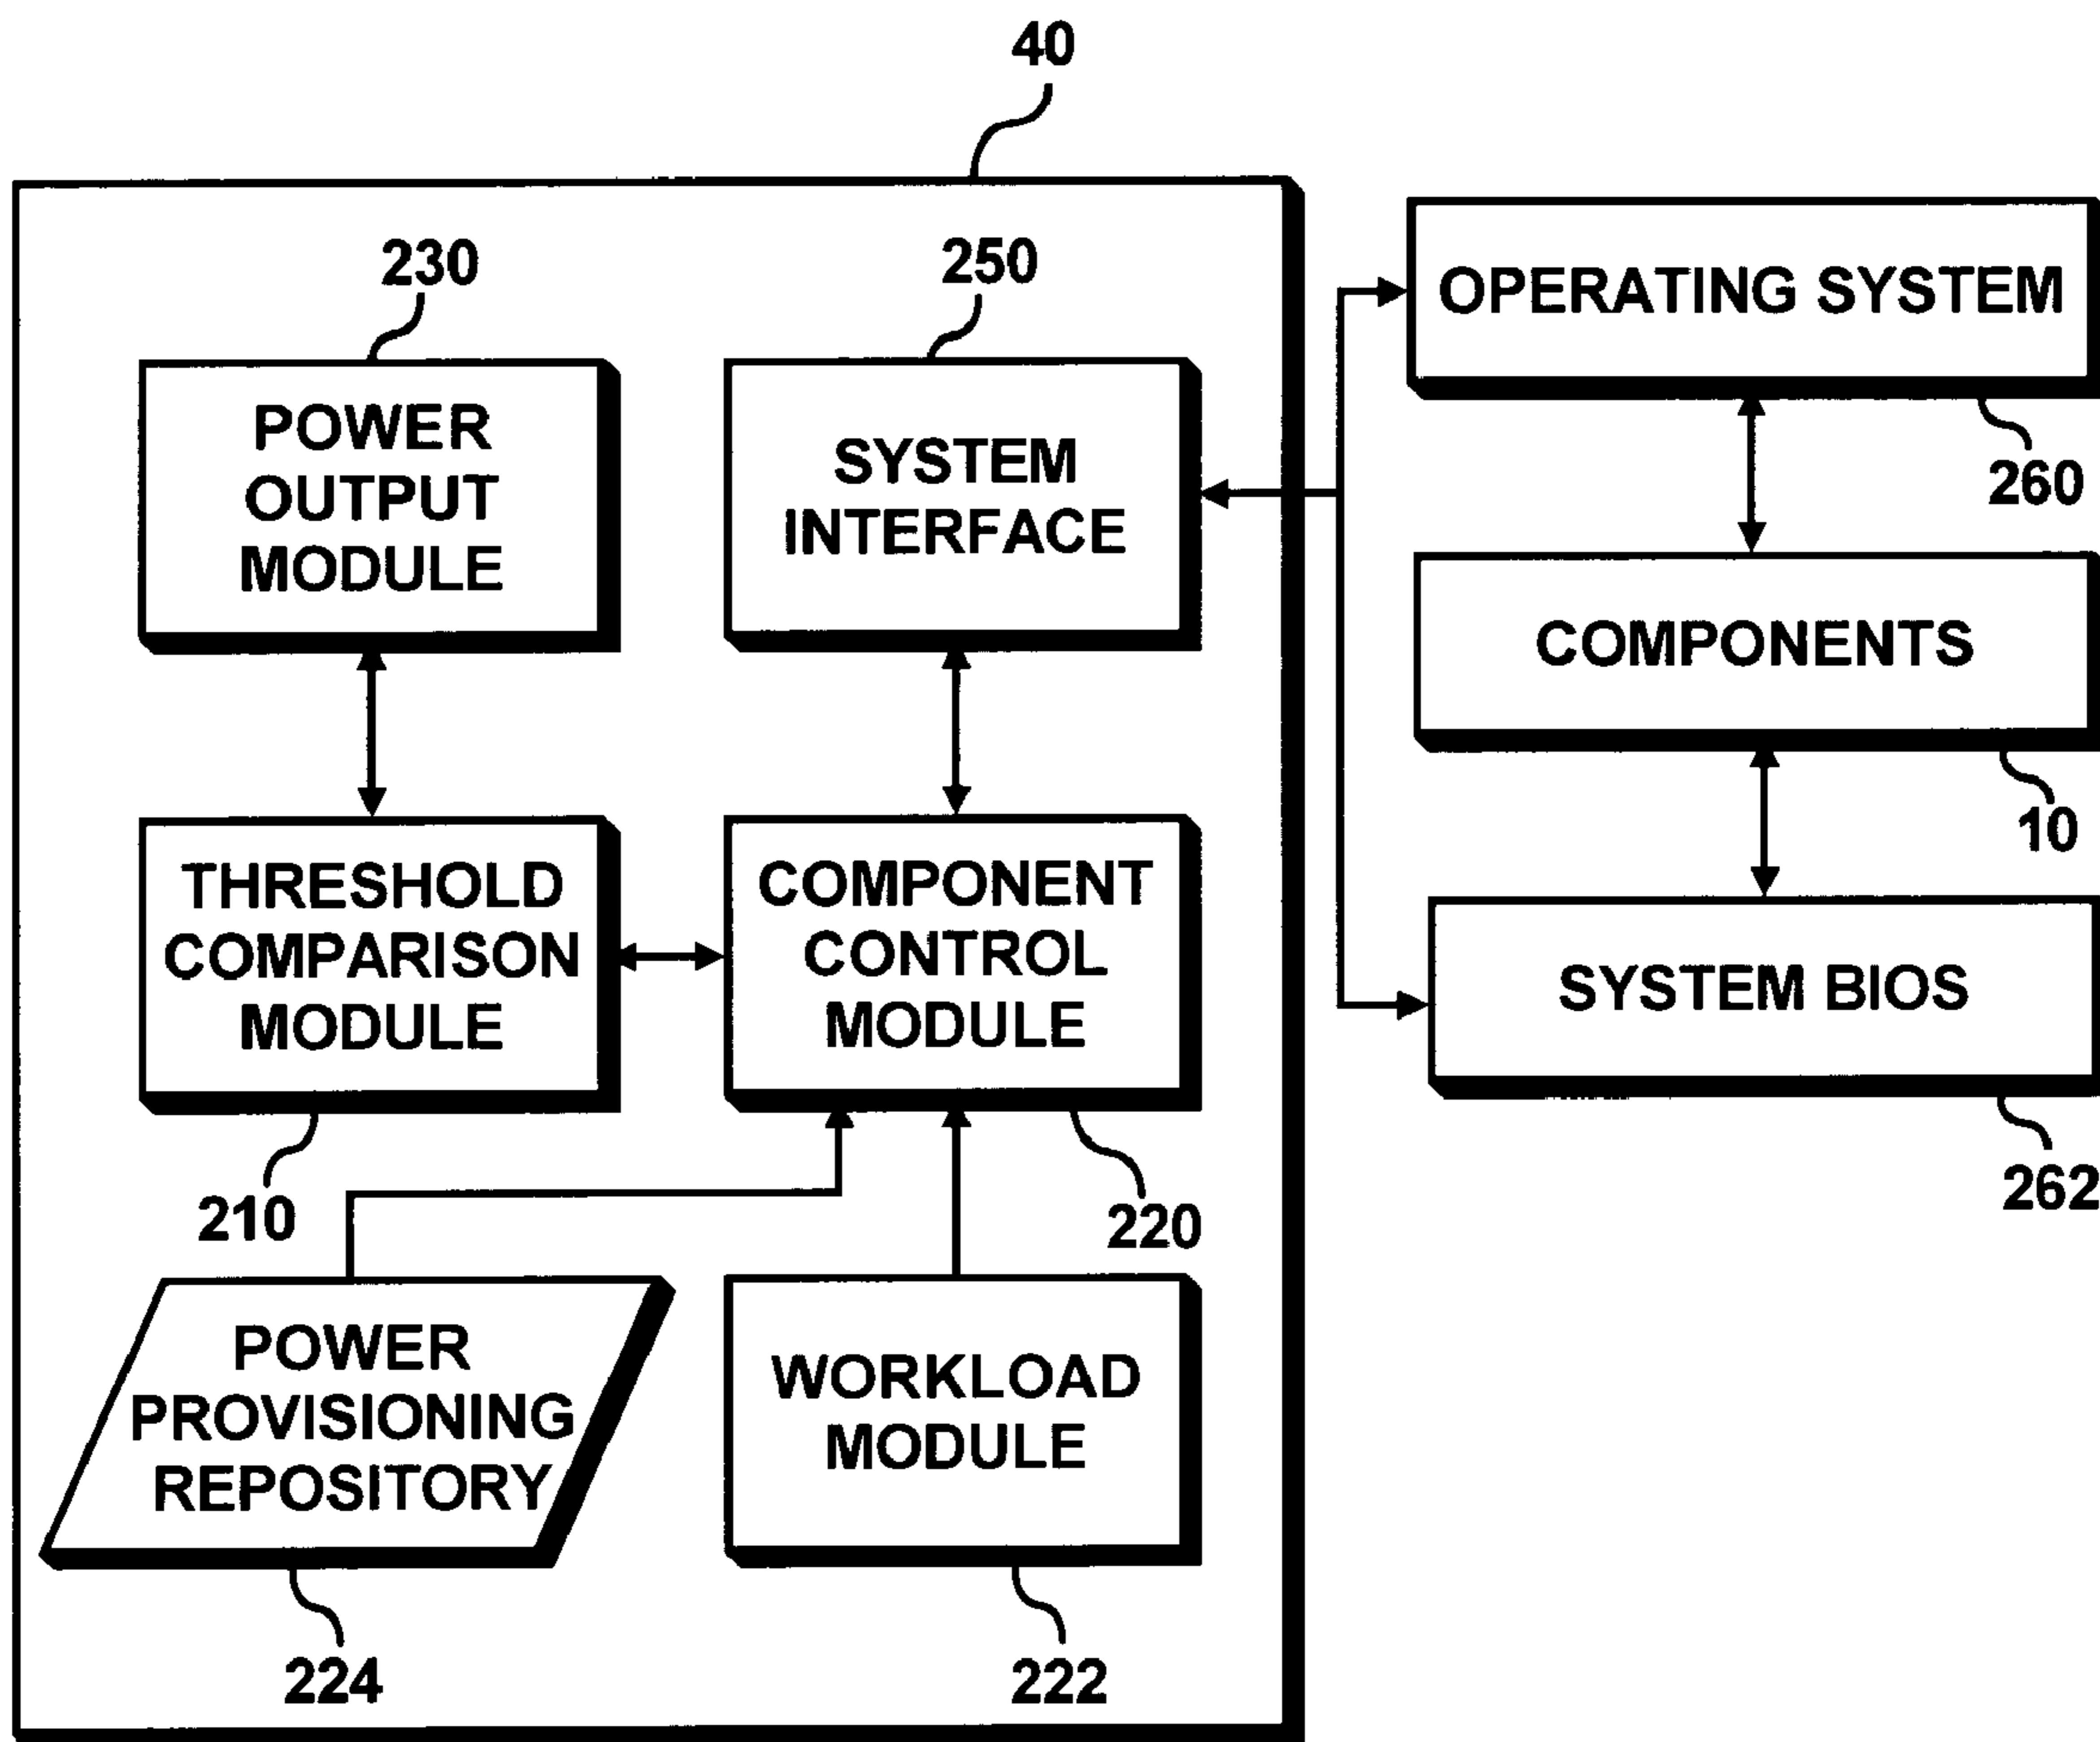 40
230
250
OPERATING SYSTEM
260
POWER
OUTPUT
MODULE
SYSTEM
INTERFACE
COMPONENTS
10
THRESHOLD
COMPARISON
MODULE
COMPONENT
CONTROL
MODULE
SYSTEM BIOS
262
210
220
POWER
PROVISIONING
REPOSITORY
WORKLOAD
MODULE
224
222